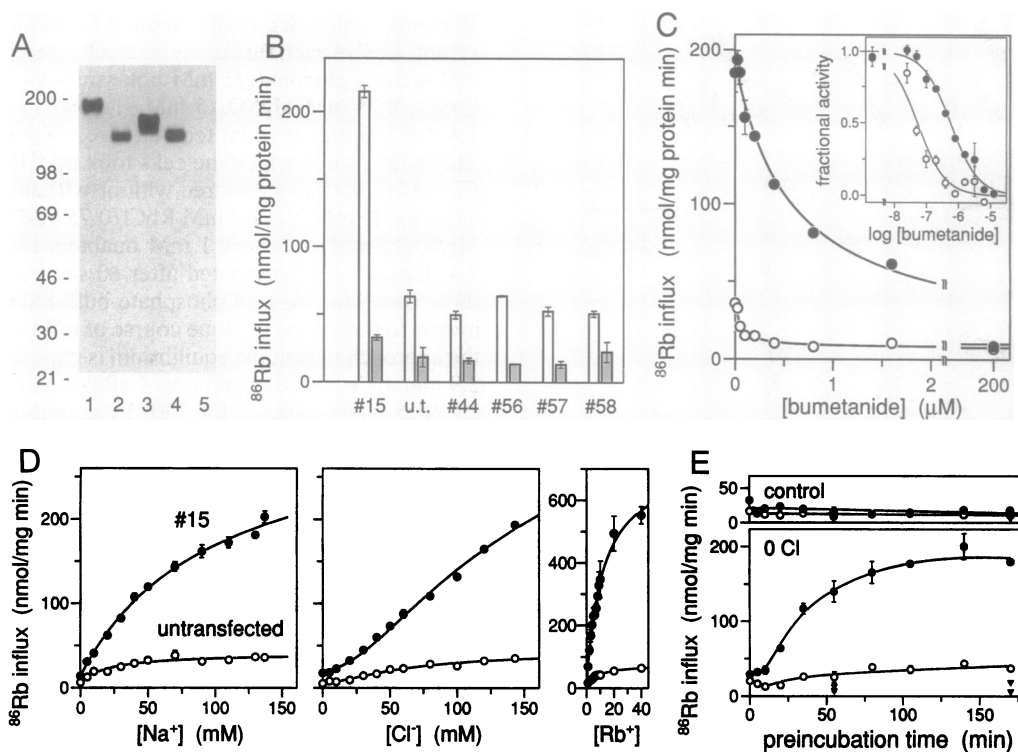 A
200 -
98 -
69 -
46 -
30 -
21 -
1 2 3 4 5
B
⁸⁶Rb influx (nmol/mg protein min)
200
100
0
#15 u.t. #44 #56 #57 #58
C
⁸⁶Rb influx (nmol/mg protein min)
200
100
0
0 1 2 200
[bumetanide] (μM)
fractional activity
1.0
0.5
0.0
-8 -7 -6 -5
log [bumetanide]
D
⁸⁶Rb influx (nmol/mg min)
200
100
0
#15
untransfected
0 50 100 150
[Na⁺] (mM)
0 50 100 150
[Cl⁻] (mM)
600
400
200
0
0 20 40
[Rb⁺]
E
⁸⁶Rb influx (nmol/mg min)
50
0
control
200
100
0
0 Cl
0 50 100 150
preincubation time (min)